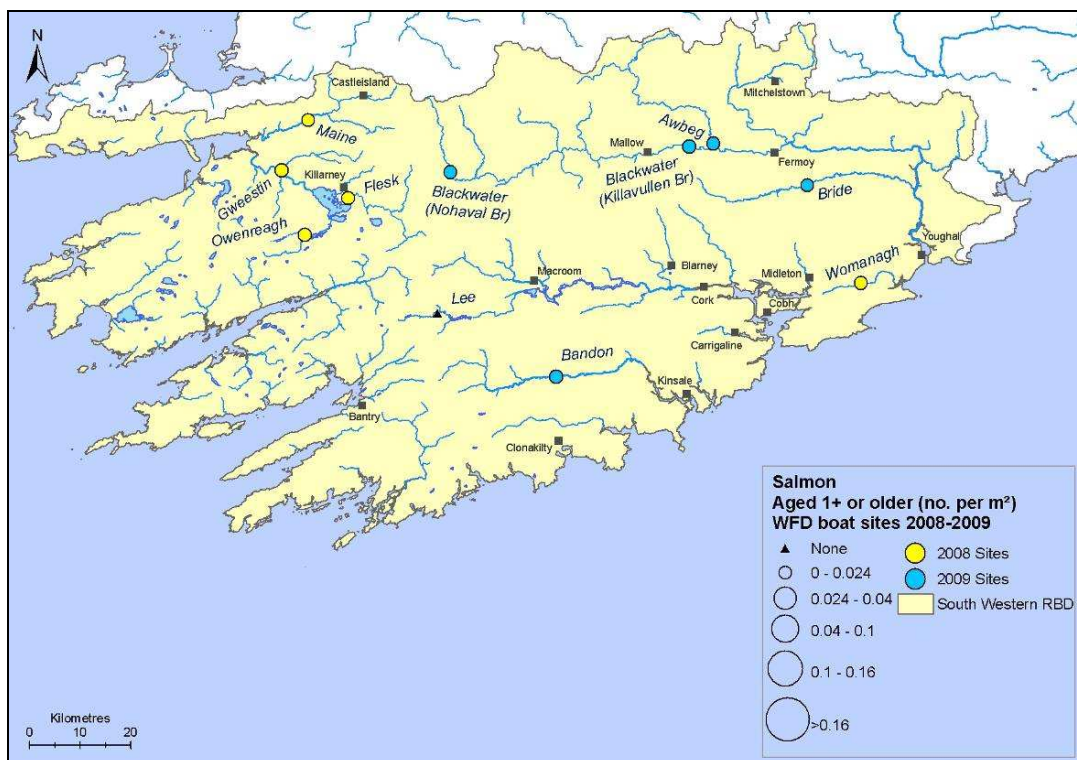 N
Castleisland
Mitchelstown
Maine
Awbeg
Mallow
Fermoy
Killarney
Flesk
Gweestin
Blackwater
(Nohaval Br)
Blackwater
(Killavullen Br)
Bride
Owenreagh
Youghal
Womanagh
Blarney
Macroom
Midleton
Lee
Cork
Cobh
Carrigaline
Bandon
Kinsale
Bantry
Clonakilty
Salmon
Aged 1+ or older (no. per m²)
WFD boat sites 2008-2009
None
0 - 0.024
0.024 - 0.04
0.04 - 0.1
0.1 - 0.16
>0.16
2008 Sites
2009 Sites
South Western RBD
Kilometres
0 10 20